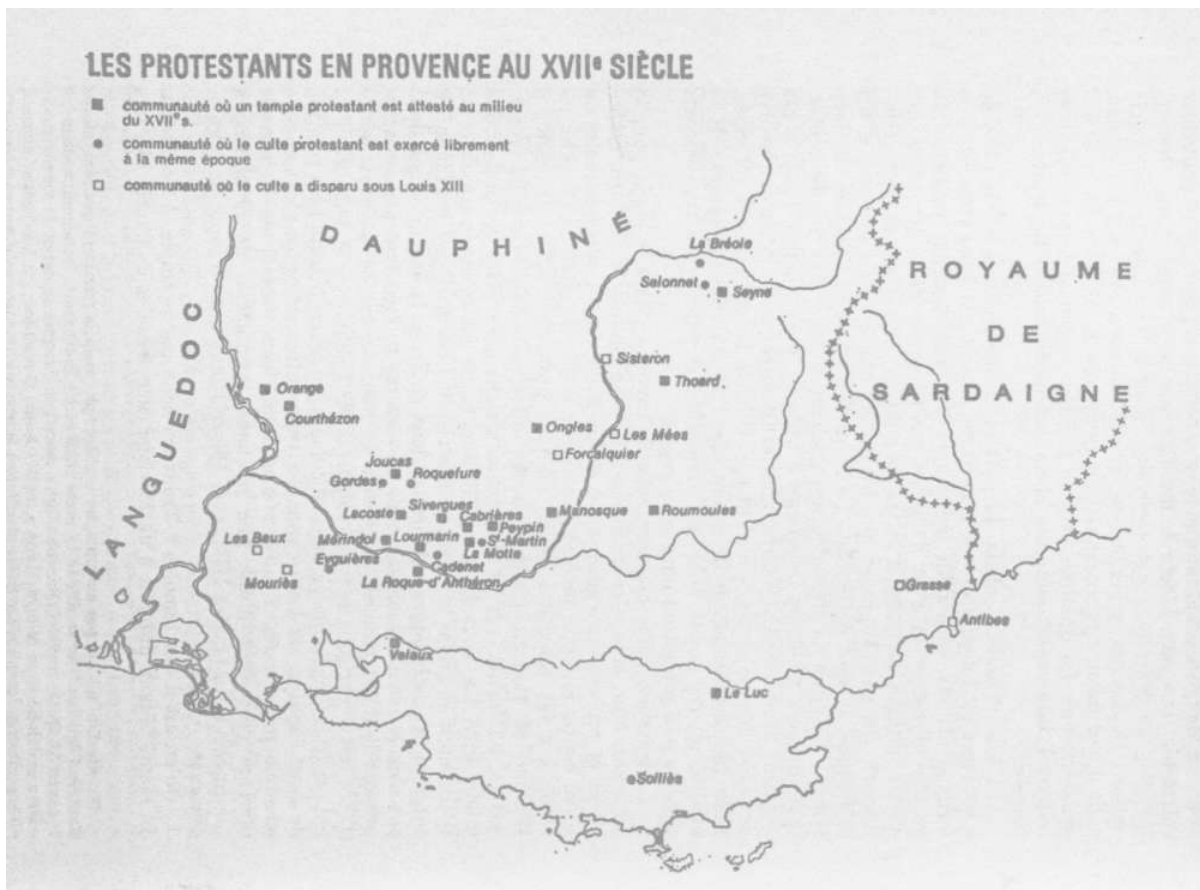 LES PROTESTANTS EN PROVENCE AU XVIIe SIÈCLE
communauté où un temple protestant est attesté au milieu
du XVIIe s.
communauté où le culte protestant est exercé librement
à la même époque
communauté où le culte a disparu sous Louis XIII
DAUPHINÉ
LANGUEDOC
ROYAUME
DE
SARDAIGNE
La Bréole
Selonnet
Seyne
Sisteron
Thoard
Orange
Courthézon
Ongles
Les Mées
Forcalquier
Joucas
Gordes
Roquefure
Lacoste
Sivergues
Cabrières
Peypin
Manosque
Roumoules
Mérindol
Lourmarin
St-Martin
La Motte
Les Baux
Eyguières
Cadenet
Mouriès
La Roque-d'Anthéron
Grasse
Antibes
Velaux
Le Luc
Solliès